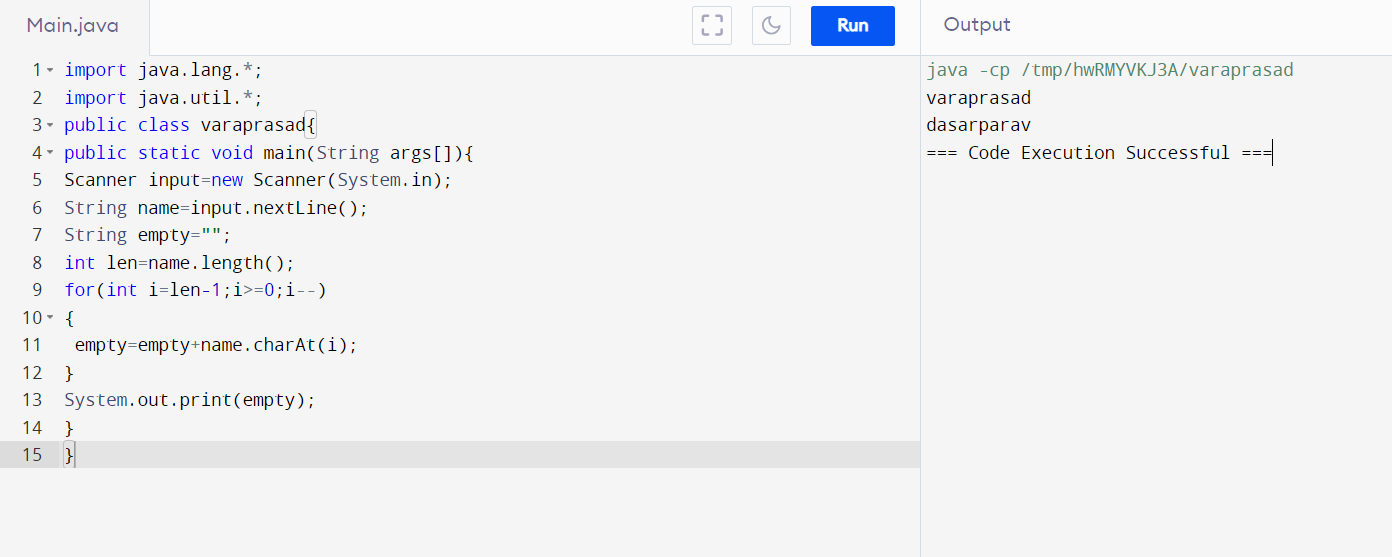 Main.java
Run
Output
1 import java.lang.*;
2 import java.util.*;
3 public class varaprasad{
4 public static void main(String args[]){
5 Scanner input=new Scanner(System.in);
6 String name=input.nextLine();
7 String empty="";
8 int len=name.length();
9 for(int i=len-1;i>=0;i--)
10 {
11  empty=empty+name.charAt(i);
12 }
13 System.out.print(empty);
14 }
15 }
java -cp /tmp/hwRMYVKJ3A/varaprasad
varaprasad
dasarparav
=== Code Execution Successful ===